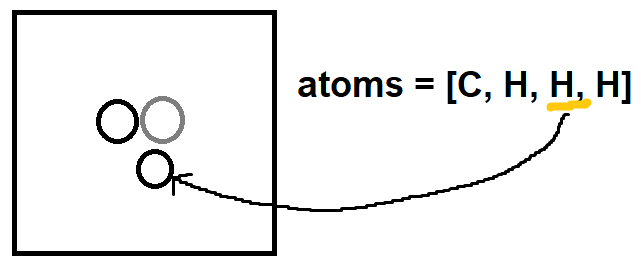 atoms = [C, H, H, H]